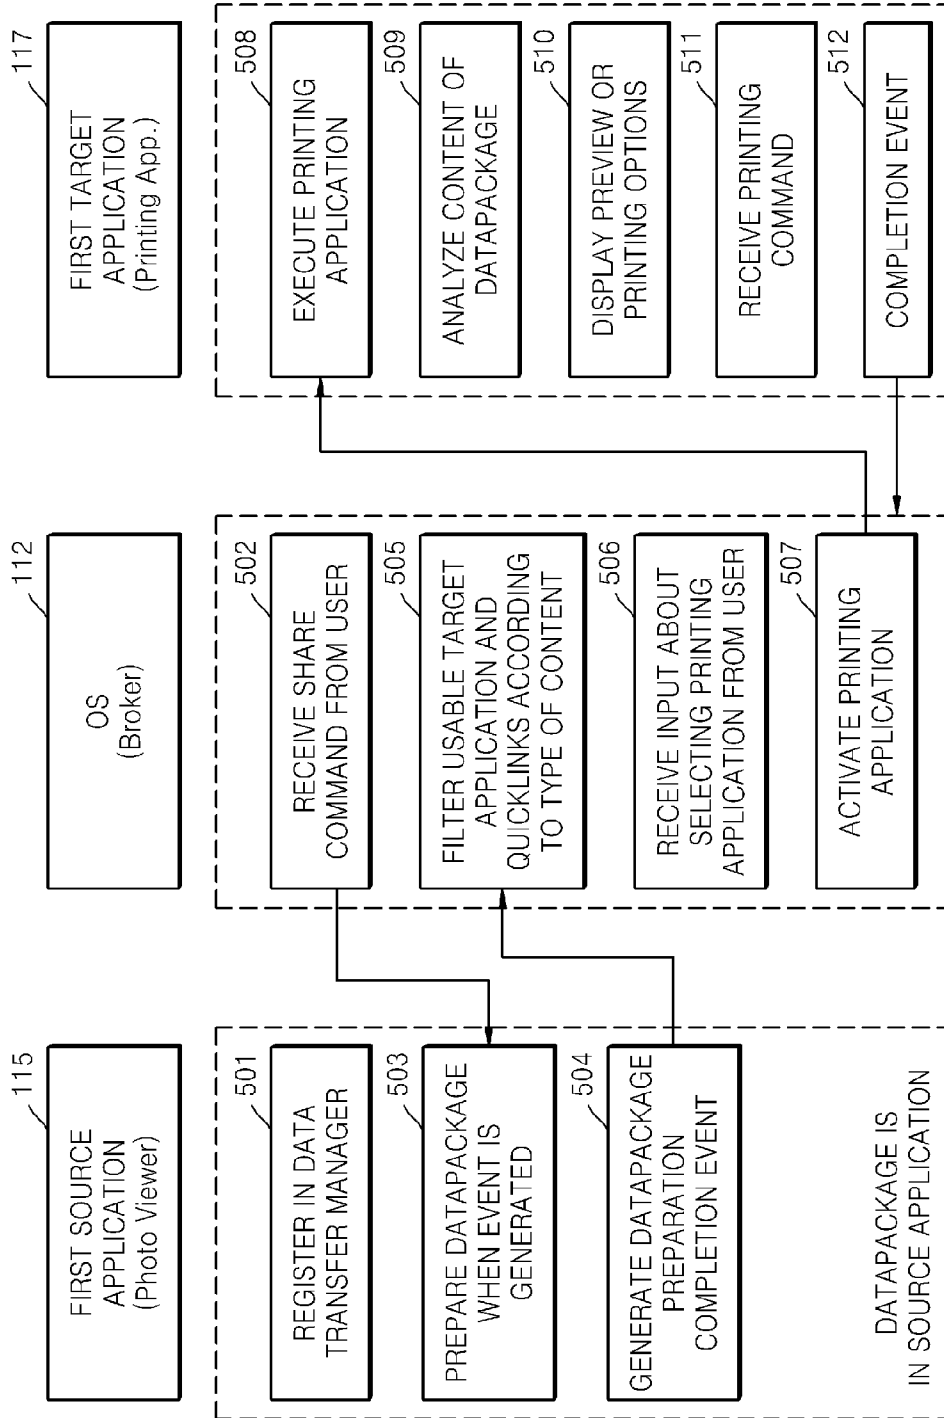 FIRST SOURCE
APPLICATION
(Photo Viewer)
115
REGISTER IN DATA
TRANSFER MANAGER
501
PREPARE DATAPACKAGE
WHEN EVENT IS
GENERATED
503
GENERATE DATAPACKAGE
PREPARATION
COMPLETION EVENT
504
DATAPACKAGE IS
IN SOURCE APPLICATION
OS
(Broker)
112
RECEIVE SHARE
COMMAND FROM USER
502
FILTER USABLE TARGET
APPLICATION AND
QUICKLINKS ACCORDING
TO TYPE OF CONTENT
505
RECEIVE INPUT ABOUT
SELECTING PRINTING
APPLICATION FROM USER
506
ACTIVATE PRINTING
APPLICATION
507
FIRST TARGET
APPLICATION
(Printing App.)
117
EXECUTE PRINTING
APPLICATION
508
ANALYZE CONTENT OF
DATAPACKAGE
509
DISPLAY PREVIEW OR
PRINTING OPTIONS
510
RECEIVE PRINTING
COMMAND
511
COMPLETION EVENT
512